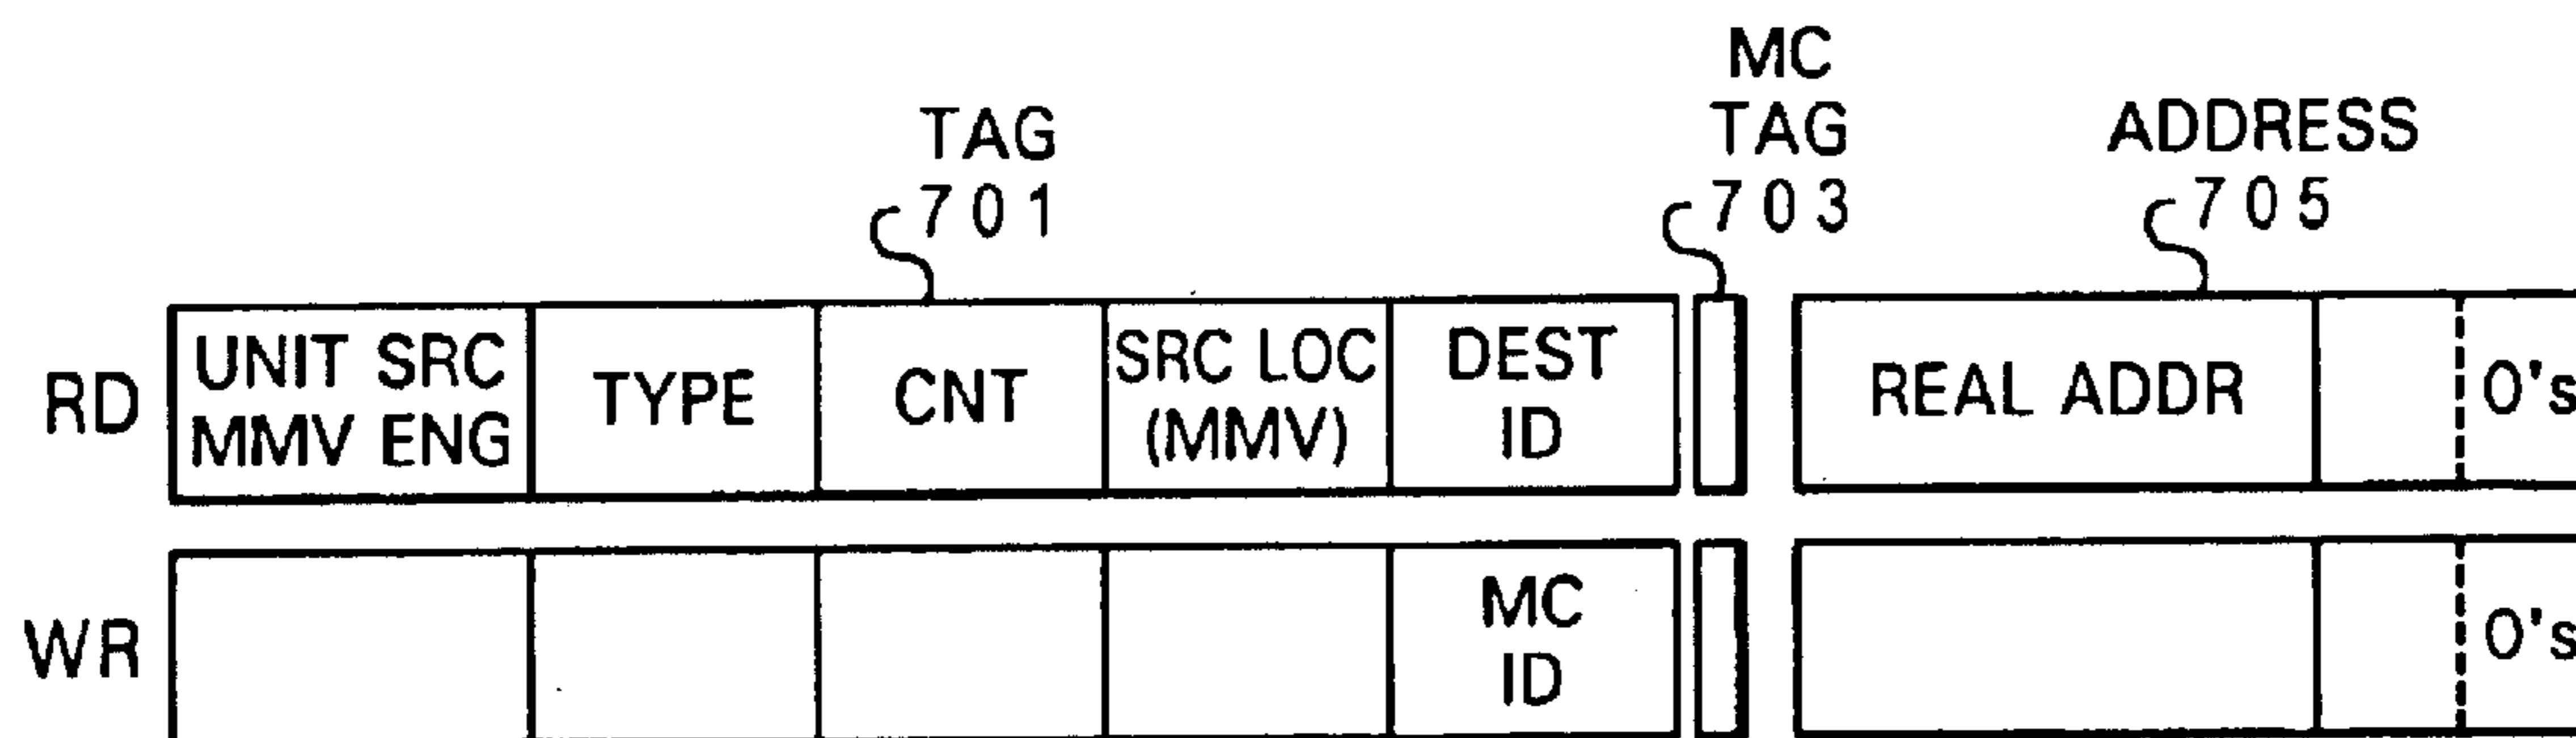 MC
TAG TAG ADDRESS
701 703 705
RD UNIT SRC MMV ENG TYPE CNT SRC LOC (MMV) DEST ID REAL ADDR 0's
WR MC ID 0's